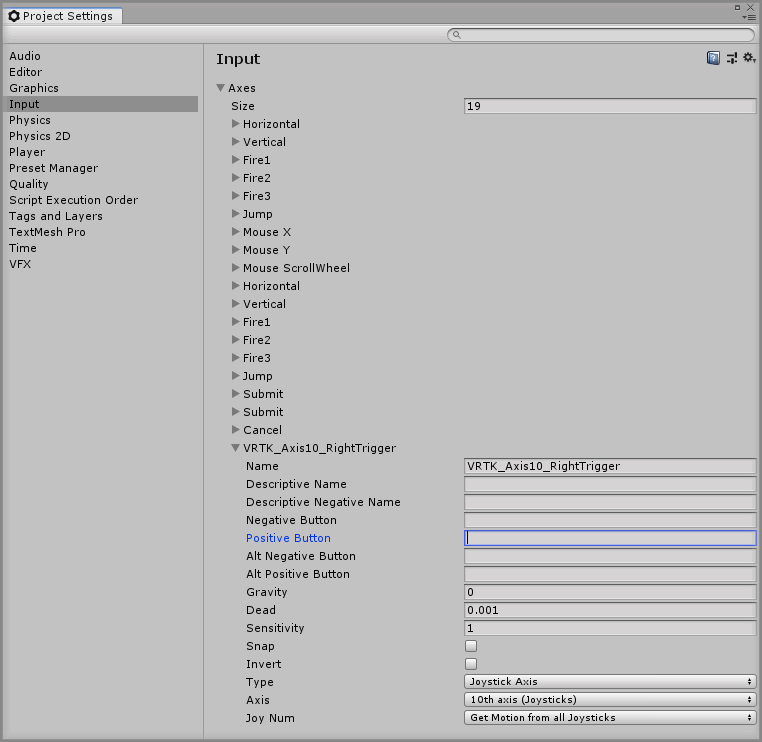 Project Settings
Audio
Editor
Graphics
Input
Physics
Physics 2D
Player
Preset Manager
Quality
Script Execution Order
Tags and Layers
TextMesh Pro
Time
VFX
Input
Axes
Size 19
Horizontal
Vertical
Fire1
Fire2
Fire3
Jump
Mouse X
Mouse Y
Mouse ScrollWheel
Horizontal
Vertical
Fire1
Fire2
Fire3
Jump
Submit
Submit
Cancel
VRTK_Axis10_RightTrigger
Name VRTK_Axis10_RightTrigger
Descriptive Name
Descriptive Negative Name
Negative Button
Positive Button
Alt Negative Button
Alt Positive Button
Gravity 0
Dead 0.001
Sensitivity 1
Snap
Invert
Type Joystick Axis
Axis 10th axis (Joysticks)
Joy Num Get Motion from all Joysticks